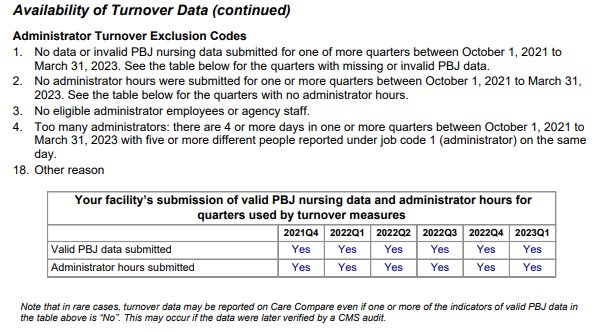 Availability of Turnover Data (continued)
Administrator Turnover Exclusion Codes
1. No data or invalid PBJ nursing data submitted for one of more quarters between October 1, 2021 to
March 31, 2023. See the table below for the quarters with missing or invalid PBJ data.
2. No administrator hours were submitted for one or more quarters between October 1, 2021 to March 31,
2023. See the table below for the quarters with no administrator hours.
3. No eligible administrator employees or agency staff.
4. Too many administrators: there are 4 or more days in one or more quarters between October 1, 2021 to
March 31, 2023 with five or more different people reported under job code 1 (administrator) on the same
day.
18. Other reason
Your facility's submission of valid PBJ nursing data and administrator hours for
quarters used by turnover measures
2021Q4 2022Q1 2022Q2 2022Q3 2022Q4 2023Q1
Valid PBJ data submitted Yes Yes Yes Yes Yes Yes
Administrator hours submitted Yes Yes Yes Yes Yes Yes
Note that in rare cases, turnover data may be reported on Care Compare even if one or more of the indicators of valid PBJ data in
the table above is "No". This may occur if the data were later verified by a CMS audit.